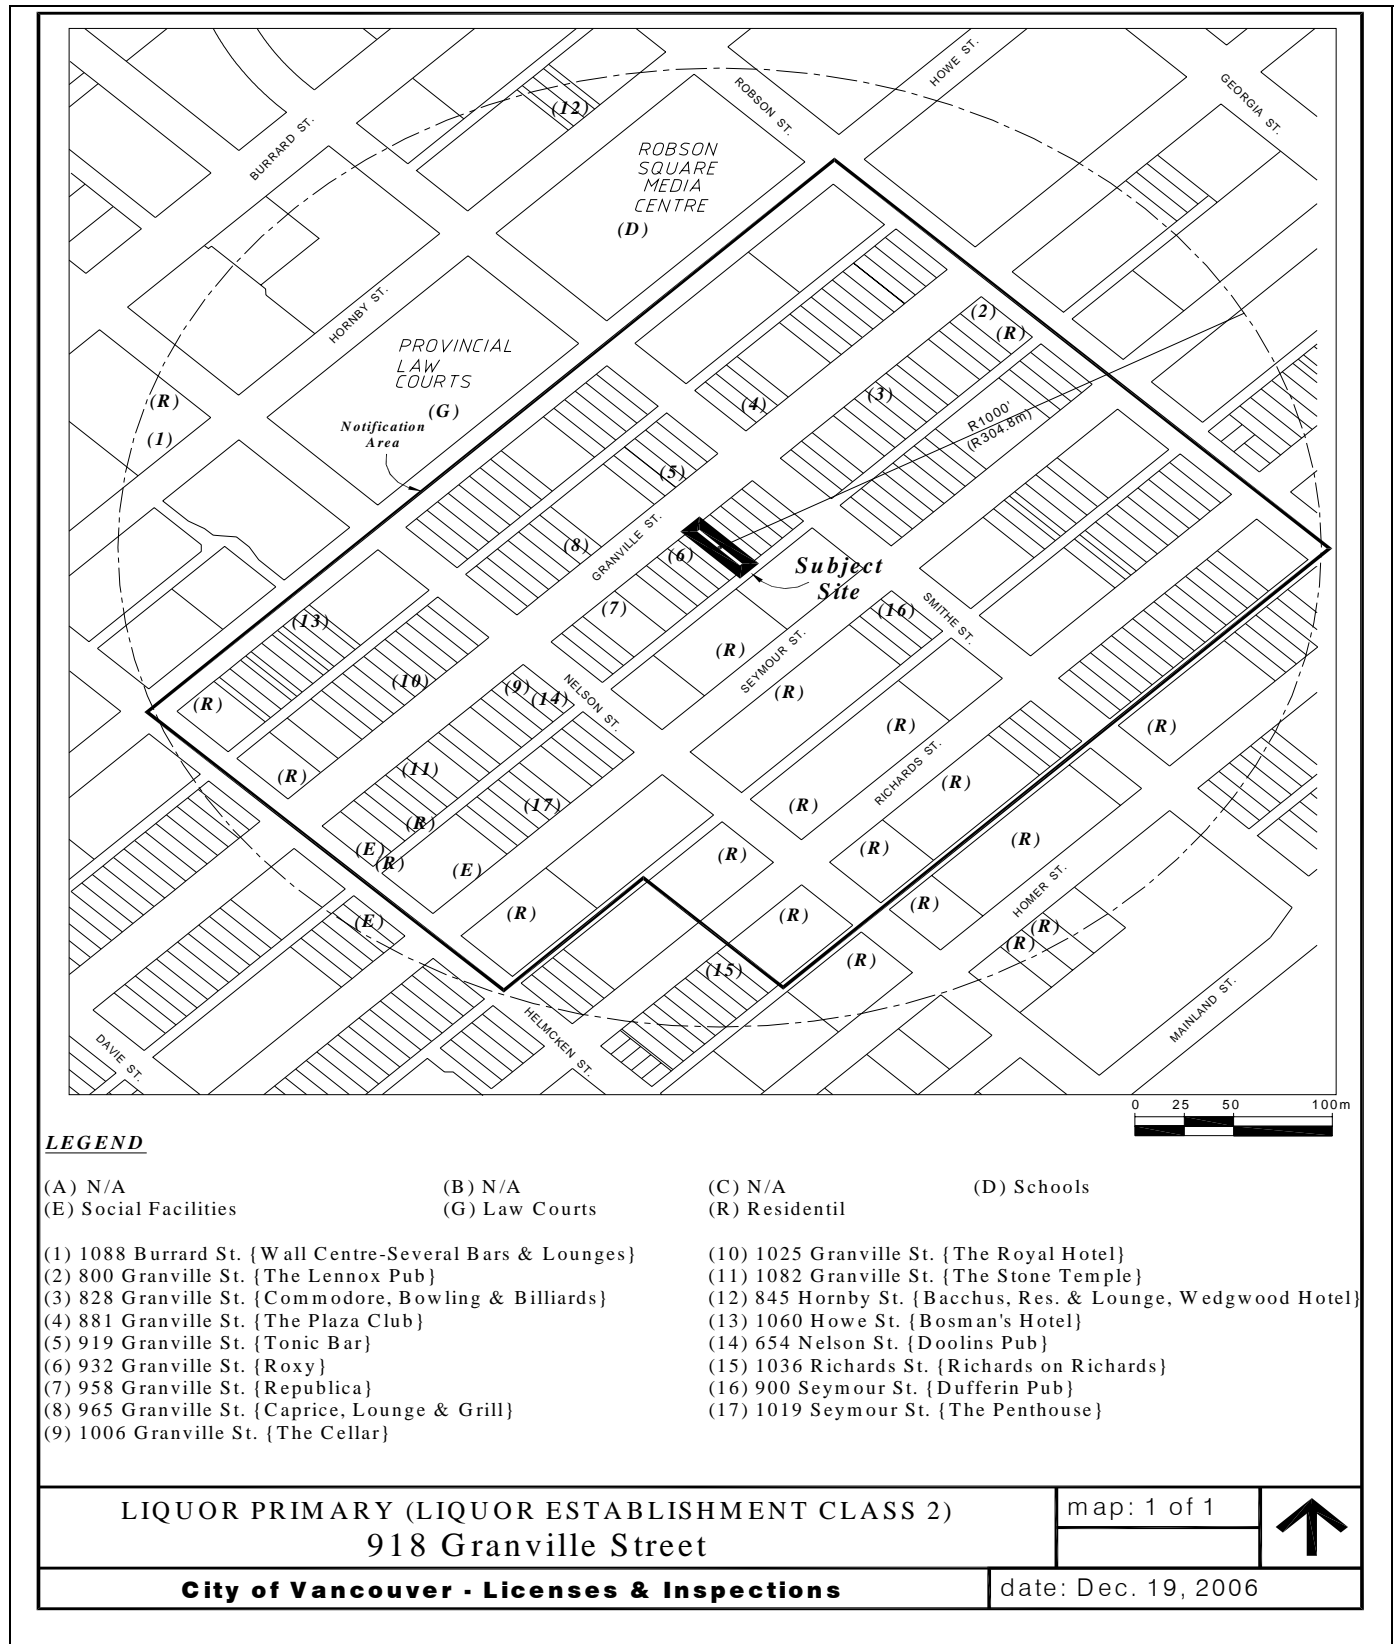 HOWE ST.
GEORGIA ST.
ROBSON ST.
(12)
BURRARD ST.
ROBSON
SQUARE
MEDIA
CENTRE
(D)
HORNBY ST.
(2)
(R)
PROVINCIAL
LAW
COURTS
(G)
(R)
(1)
Notification
Area
(3)
(4)
R1000'
(R304.8m)
(5)
GRANVILLE ST.
(8)
(6)
Subject
Site
(7)
(16)
SMITHE ST.
(13)
(R)
SEYMOUR ST.
(10)
(9)
(14)
NELSON ST.
(R)
(R)
(R)
(R)
(11)
(R)
RICHARDS ST.
(R)
(R)
(17)
(R)
(R)
(E)
(R)
(E)
(R)
(R)
(R)
HOMER ST.
(R)
(R)
(R)
(E)
(R)
(R)
(R)
(15)
(R)
MAINLAND ST.
HELMCKEN ST.
DAVIE ST.
0 25 50 100m
LEGEND
(A) N/A (B) N/A (C) N/A (D) Schools
(E) Social Facilities (G) Law Courts (R) Residentil
(1) 1088 Burrard St. {Wall Centre-Several Bars & Lounges}
(2) 800 Granville St. {The Lennox Pub}
(3) 828 Granville St. {Commodore, Bowling & Billiards}
(4) 881 Granville St. {The Plaza Club}
(5) 919 Granville St. {Tonic Bar}
(6) 932 Granville St. {Roxy}
(7) 958 Granville St. {Republica}
(8) 965 Granville St. {Caprice, Lounge & Grill}
(9) 1006 Granville St. {The Cellar}
(10) 1025 Granville St. {The Royal Hotel}
(11) 1082 Granville St. {The Stone Temple}
(12) 845 Hornby St. {Bacchus, Res. & Lounge, Wedgwood Hotel}
(13) 1060 Howe St. {Bosman's Hotel}
(14) 654 Nelson St. {Doolins Pub}
(15) 1036 Richards St. {Richards on Richards}
(16) 900 Seymour St. {Dufferin Pub}
(17) 1019 Seymour St. {The Penthouse}
LIQUOR PRIMARY (LIQUOR ESTABLISHMENT CLASS 2)
918 Granville Street
map: 1 of 1
City of Vancouver - Licenses & Inspections
date: Dec. 19, 2006